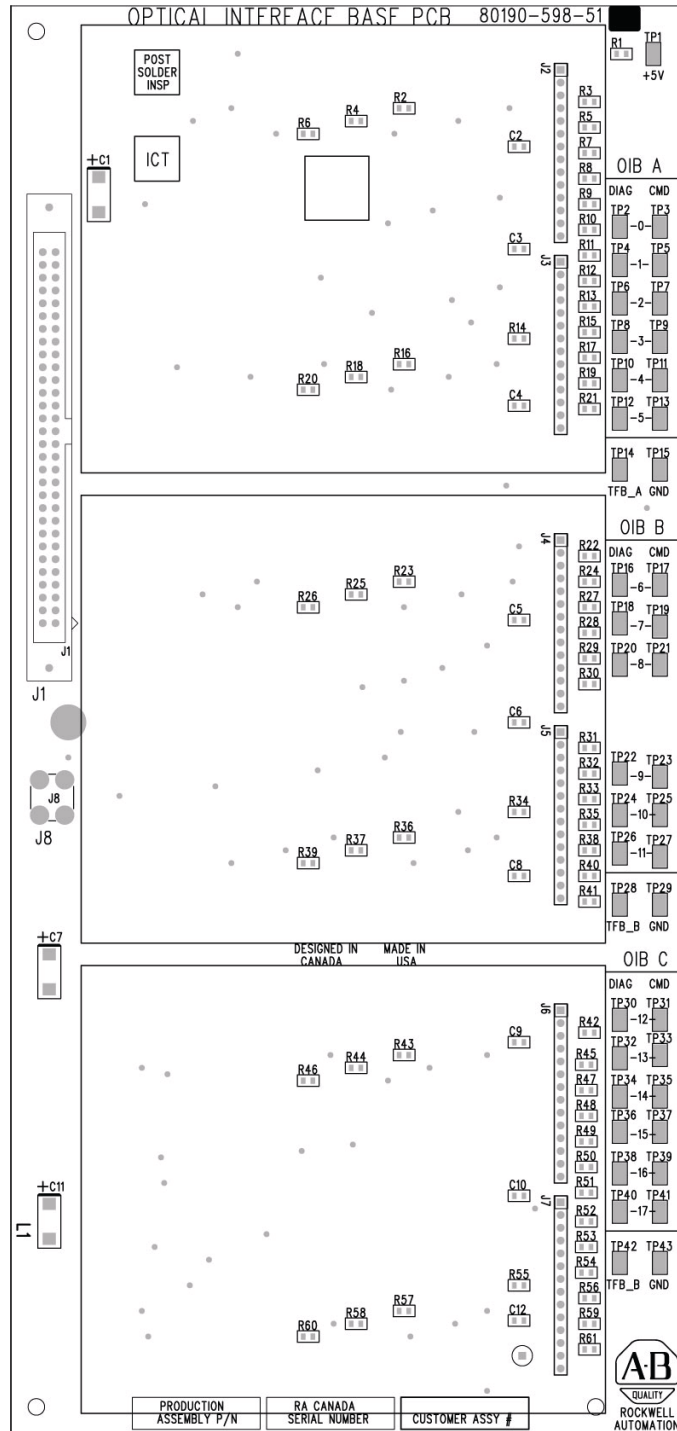 OPTICAL INTERFACE BASE PCB 80190-598-51
R1 TP1
+5V
POST
SOLDER
INSP
ICT
+C1
R2
R4
R6
C2
J2
R3
R5
R7
R8
R9
R10
C3
J3
R11
R12
R13
R14
R15
R16
R17
R18
R19
R20
R21
C4
OIB A
DIAG CMD
TP2 -0- TP3
TP4 -1- TP5
TP6 -2- TP7
TP8 -3- TP9
TP10 -4- TP11
TP12 -5- TP13
TP14 TP15
TFB_A GND
J1
J1
J8
J8
R23
R25
R26
C5
J4
R22
R24
R27
R28
R29
R30
C6
J5
R31
R32
R33
R34
R35
R36
R37
R38
R39
R40
R41
C8
OIB B
DIAG CMD
TP16 -6- TP17
TP18 -7- TP19
TP20 -8- TP21
TP22 -9- TP23
TP24 -10- TP25
TP26 -11- TP27
TP28 TP29
TFB_B GND
DESIGNED IN MADE IN
CANADA USA
+C7
+C11
L1
R43
R44
R46
C9
J6
R42
R45
R47
R48
R49
R50
R51
C10
J7
R52
R53
R54
R55
R56
R57
R58
R59
R60
R61
C12
OIB C
DIAG CMD
TP30 -12- TP31
TP32 -13- TP33
TP34 -14- TP35
TP36 -15- TP37
TP38 -16- TP39
TP40 -17- TP41
TP42 TP43
TFB_B GND
PRODUCTION
ASSEMBLY P/N
RA CANADA
SERIAL NUMBER
CUSTOMER ASSY #
A-B
QUALITY
ROCKWELL
AUTOMATION